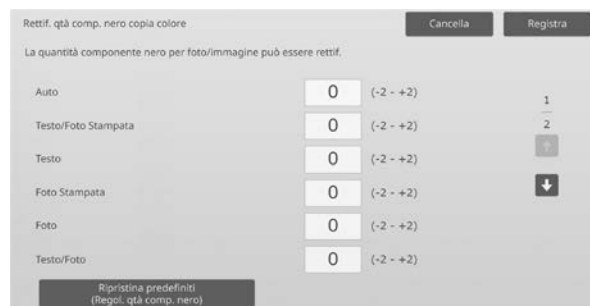 Rettif. qtà comp. nero copia colore Cancella Registra
La quantità componente nero per foto/immagine può essere rettif.
Auto 0 (-2 - +2)
1
Testo/Foto Stampata 0 (-2 - +2)
2
Testo 0 (-2 - +2)
Foto Stampata 0 (-2 - +2)
Foto 0 (-2 - +2)
Testo/Foto 0 (-2 - +2)
Ripristina predefiniti
(Regol. qtà comp. nero)